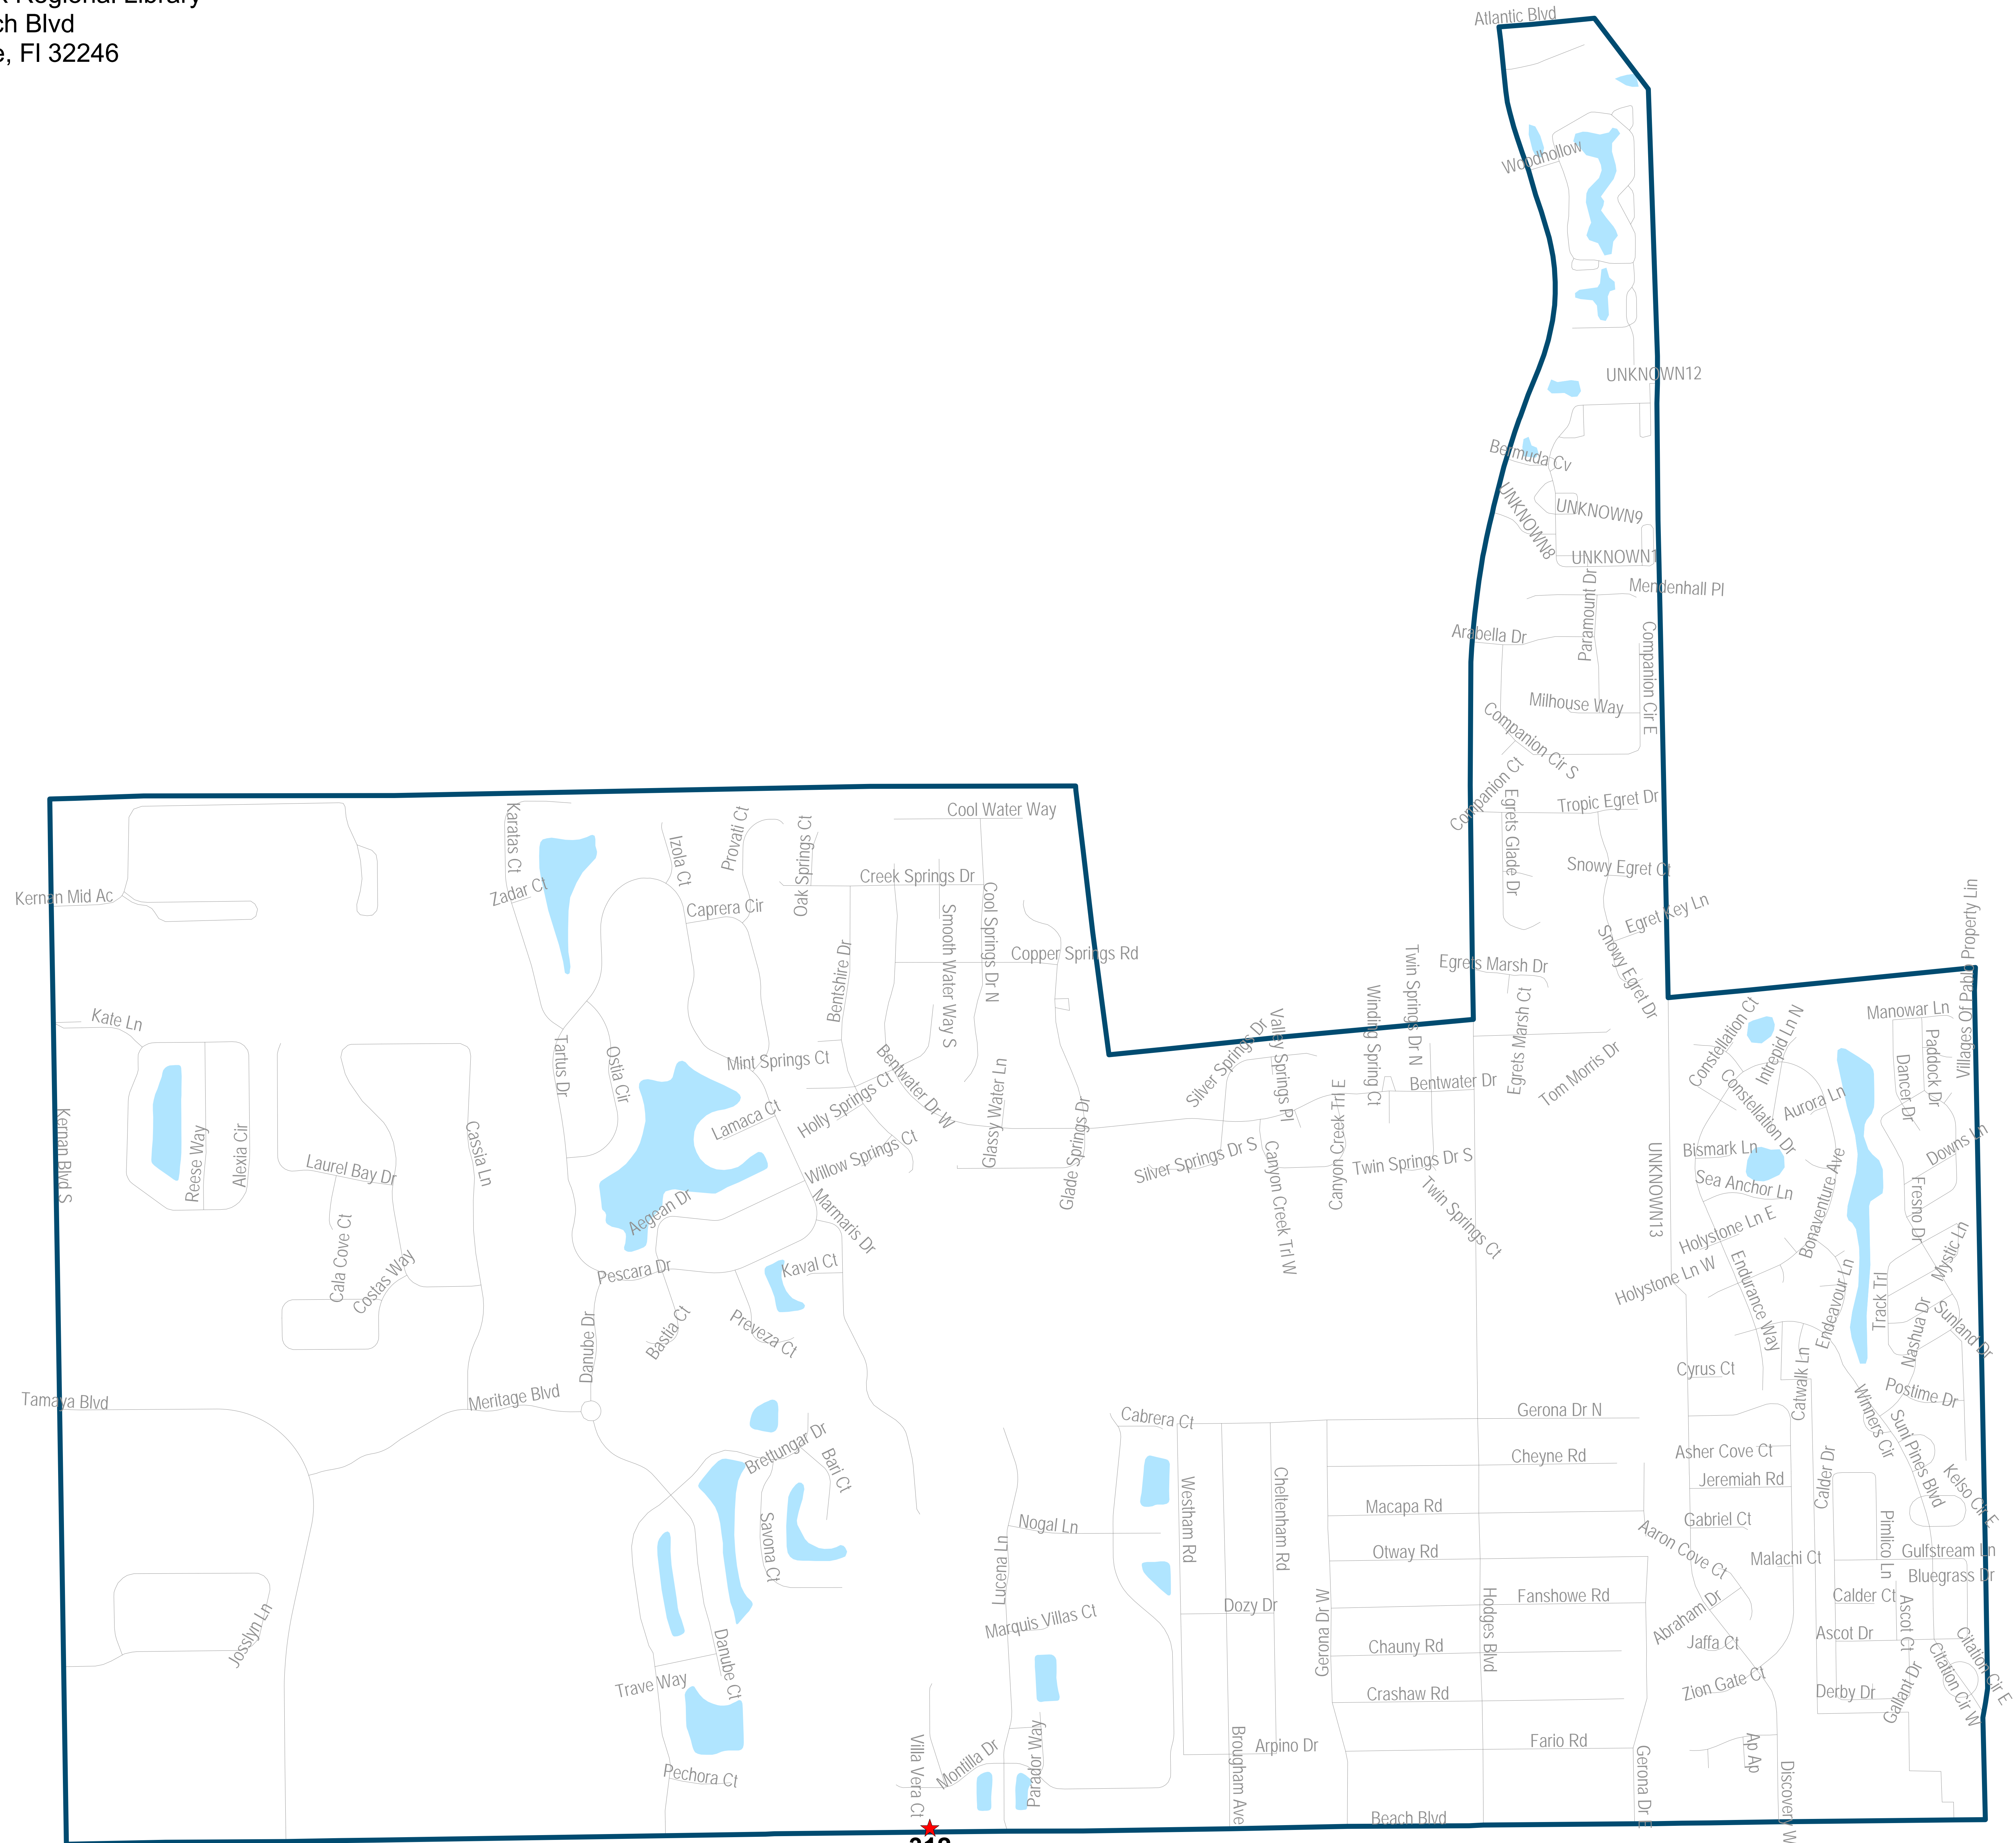 Regional Library
ch Blvd
e, Fl 32246
Atlantic Blvd
Woodhollow
UNKNOWN12
Bermuda Cv
UNKNOWN8
UNKNOWN9
UNKNOWN1
Mendenhall Pl
Paramount Dr
Arabella Dr
Companion Cir E
Milhouse Way
Companion Cir S
Companion Ct
Egrets Glade Dr
Tropic Egret Dr
Snowy Egret Ct
Egret Key Ln
Snowy Egret Dr
Egrets Marsh Dr
Egrets Marsh Ct
Tom Morris Dr
Villages Of Pablo Property Lin
Karatas Ct
Zadar Ct
Izola Ct
Provati Ct
Oak Springs Ct
Cool Water Way
Creek Springs Dr
Caprera Cir
Kernan Mid Ac
Smooth Water Way S
Cool Springs Dr N
Copper Springs Rd
Bentshire Dr
Kate Ln
Tartus Dr
Ostia Cir
Mint Springs Ct
Bentwater Dr W
Glassy Water Ln
Glade Springs Dr
Holly Springs Ct
Lamaca Ct
Willow Springs Ct
Kernan Blvd S
Reese Way
Alexia Cir
Laurel Bay Dr
Cassia Ln
Cala Cove Ct
Costas Way
Aegean Dr
Marmaris Dr
Pescara Dr
Kaval Ct
Bastia Ct
Preveza Ct
Danube Dr
Silver Springs Dr
Valley Springs Pl
Winding Spring Ct
Twin Springs Dr N
Bentwater Dr
Canyon Creek Trl E
Silver Springs Dr S
Canyon Creek Trl W
Twin Springs Dr S
Twin Springs Ct
UNKNOWN13
Constellation Ct
Intrepid Ln N
Constellation Dr
Aurora Ln
Manowar Ln
Paddock Dr
Dancer Dr
Downs Ln
Bismark Ln
Sea Anchor Ln
Bonaventure Ave
Fresno Dr
Holystone Ln E
Holystone Ln W
Endurance Way
Endeavour Ln
Track Trl
Mystic Ln
Nashua Dr
Sunland Dr
Cyrus Ct
Catwalk Ln
Postime Dr
Winners Cir
Suni Pines Blvd
Kelso Cir E
Tamaya Blvd
Meritage Blvd
Brettungar Dr
Bari Ct
Savona Ct
Josslyn Ln
Trave Way
Danube Ct
Pechora Ct
Cabrera Ct
Westham Rd
Cheltenham Rd
Nogal Ln
Lucena Ln
Marquis Villas Ct
Dozy Dr
Gerona Dr W
Villa Vera Ct
Montilla Dr
Parador Way
Brougham Ave
Arpino Dr
Gerona Dr N
Cheyne Rd
Macapa Rd
Otway Rd
Fanshowe Rd
Hodges Blvd
Chauny Rd
Crashaw Rd
Fario Rd
Beach Blvd
Gerona Dr E
Asher Cove Ct
Jeremiah Rd
Gabriel Ct
Aaron Cove Ct
Malachi Ct
Abraham Dr
Jaffa Ct
Zion Gate Ct
Ap Ap
Discovery W
Calder Dr
Pimlico Ln
Gulfstream Ln
Bluegrass Dr
Calder Ct
Ascot Ct
Ascot Dr
Derby Dr
Gallant Dr
Citation Cir W
Citation Cir E